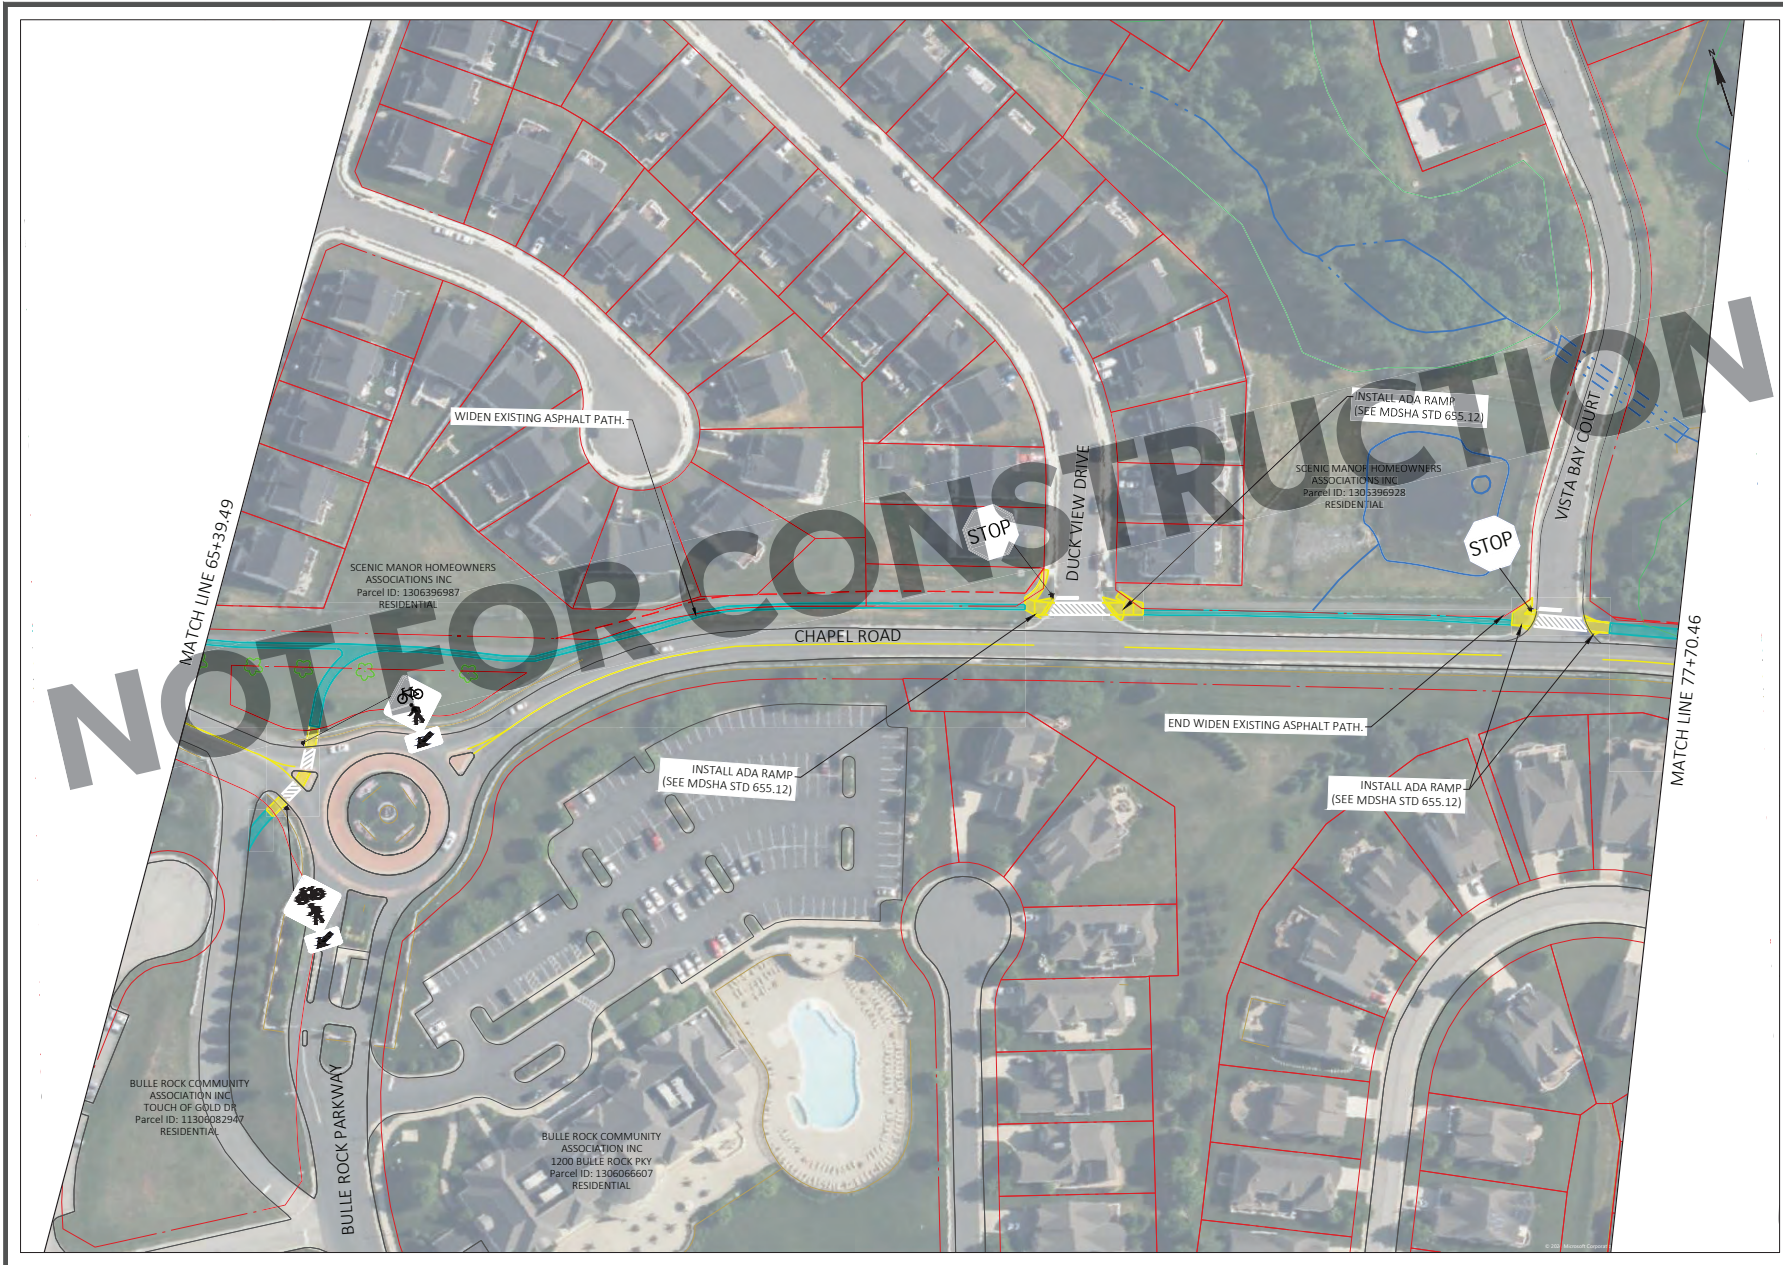 N
NOT FOR CONSTRUCTION
MATCH LINE 65+39.49
WIDEN EXISTING ASPHALT PATH.
INSTALL ADA RAMP
(SEE MDSHA STD 655.12)
SCENIC MANOR HOMEOWNERS
ASSOCIATIONS INC
Parcel ID: 1306396928
RESIDENTIAL
VISTA BAY COURT
DUCK VIEW DRIVE
STOP
STOP
SCENIC MANOR HOMEOWNERS
ASSOCIATIONS INC
Parcel ID: 1306396987
RESIDENTIAL
CHAPEL ROAD
MATCH LINE 77+70.46
END WIDEN EXISTING ASPHALT PATH.
INSTALL ADA RAMP
(SEE MDSHA STD 655.12)
INSTALL ADA RAMP
(SEE MDSHA STD 655.12)
BULLE ROCK COMMUNITY
ASSOCIATION INC
TOUCH OF GOLD DR
Parcel ID: 11306082947
RESIDENTIAL
BULLE ROCK PARKWAY
BULLE ROCK COMMUNITY
ASSOCIATION INC
1200 BULLE ROCK PKY
Parcel ID: 1306066607
RESIDENTIAL
Microsoft